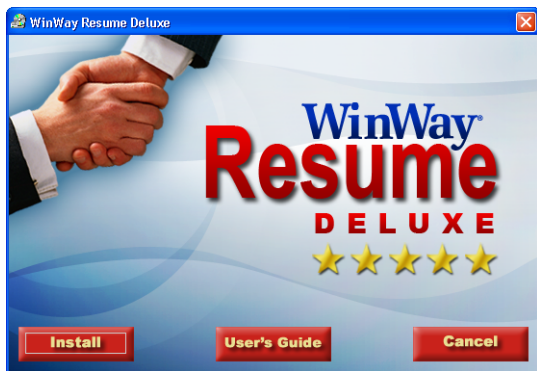 WinWay Resume Deluxe
WinWay®
Resume
DELUXE
Install User's Guide Cancel